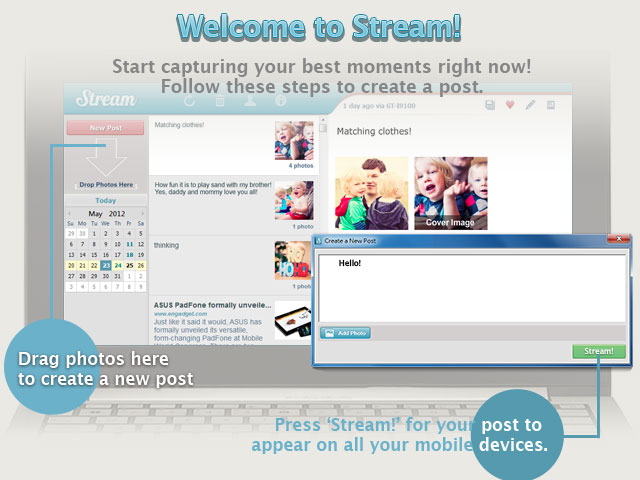 Welcome to Stream!
Start capturing your best moments right now!
Follow these steps to create a post.
Stream
1 day ago via GT-I9100
New Post
Drop Photos Here
Today
May 2012
Su Mo Tu We Th Fr Sa
29 30 1 2 3 4 5
6 7 8 9 10 11 12
13 14 15 16 17 18 19
20 21 22 23 24 25 26
27 28 29 30 31 1 2
3 4 5 6 7 8 9
Matching clothes!
4 photos
How fun it is to play sand with my brother!
Yes, daddy and mommy love you all!
1 photo
thinking
1 photo
ASUS PadFone formally unveile...
www.engadget.com
Just like it said it would, ASUS has
formally unveiled its versatile,
form-changing PadFone at Mobile
Matching clothes!
Cover Image
Create a New Post
Hello!
Add Photo
Stream!
Drag photos here
to create a new post
Press ‘Stream!’ for your post to
appear on all your mobile devices.